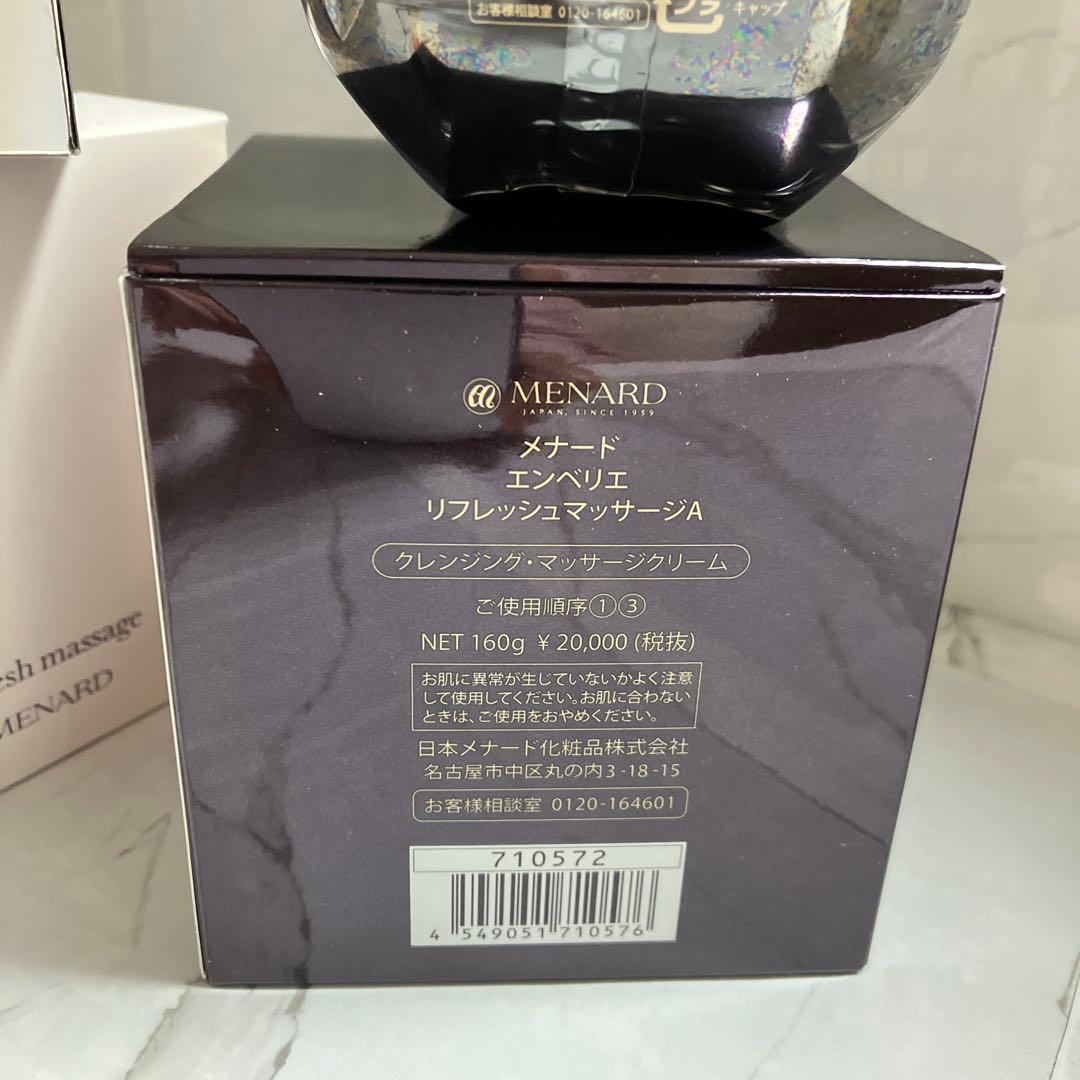 お客様相談室 0120-164601
プラ
・キャップ
MENARD
JAPAN, SINCE 1959
メナード
エンベリエ
リフレッシュマッサージA
クレンジング・マッサージクリーム
ご使用順序①③
NET 160g ¥20,000(税抜)
お肌に異常が生じていないかよく注意
して使用してください。お肌に合わない
ときは、ご使用をおやめください。
日本メナード化粧品株式会社
名古屋市中区丸の内3-18-15
お客様相談室 0120-164601
710572
4 549051 710576
esh massage
MENARD